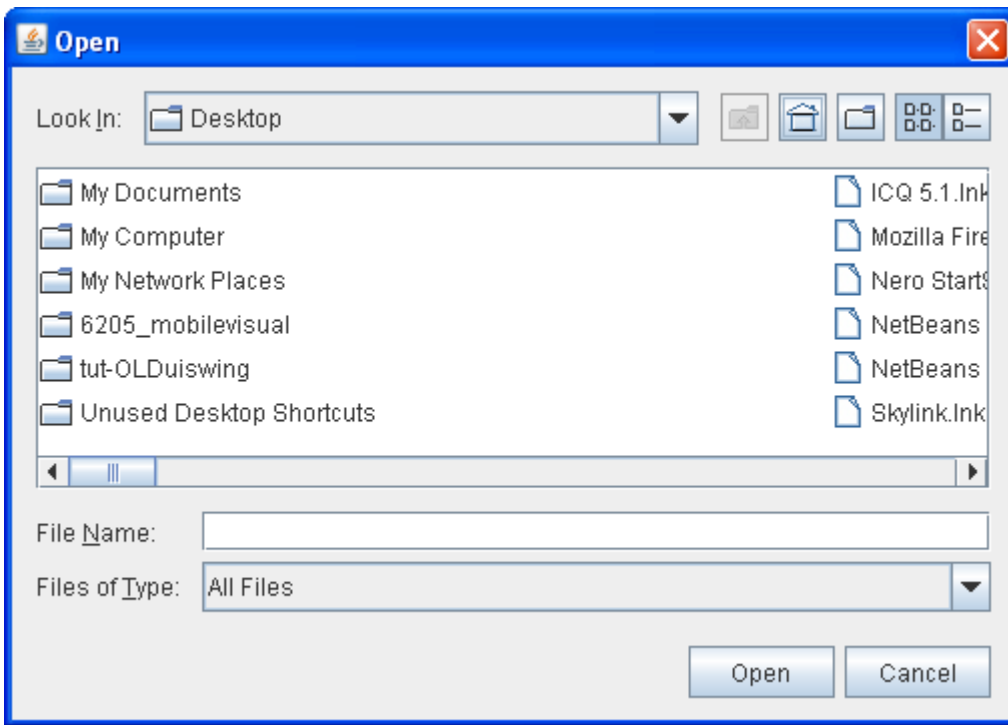 Open
Look In: Desktop
My Documents
My Computer
My Network Places
6205_mobilevisual
tut-OLDuiswing
Unused Desktop Shortcuts
ICQ 5.1.lnk
Mozilla Fire
Nero StartS
NetBeans
NetBeans
Skylink.lnk
File Name:
Files of Type: All Files
Open Cancel